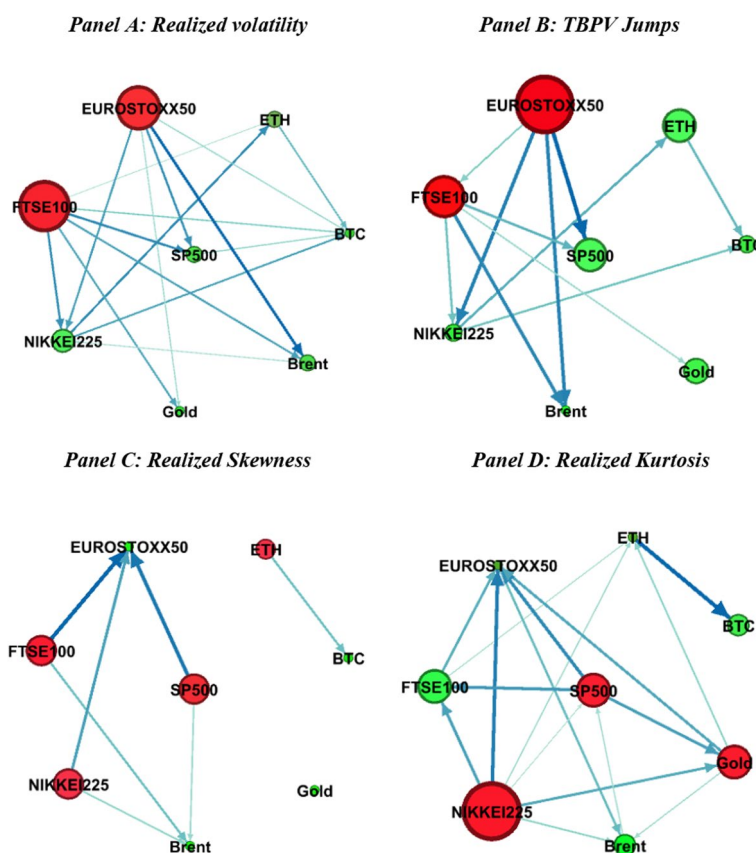 Panel A: Realized volatility
EUROSTOXX50
ETH
FTSE100
BTC
SP500
NIKKEI225
Brent
Gold
Panel B: TBPV Jumps
EUROSTOXX50
ETH
FTSE100
BTC
SP500
NIKKEI225
Gold
Brent
Panel C: Realized Skewness
EUROSTOXX50
ETH
FTSE100
BTC
SP500
NIKKEI225
Gold
Brent
Panel D: Realized Kurtosis
ETH
EUROSTOXX50
BTC
FTSE100
SP500
Gold
NIKKEI225
Brent